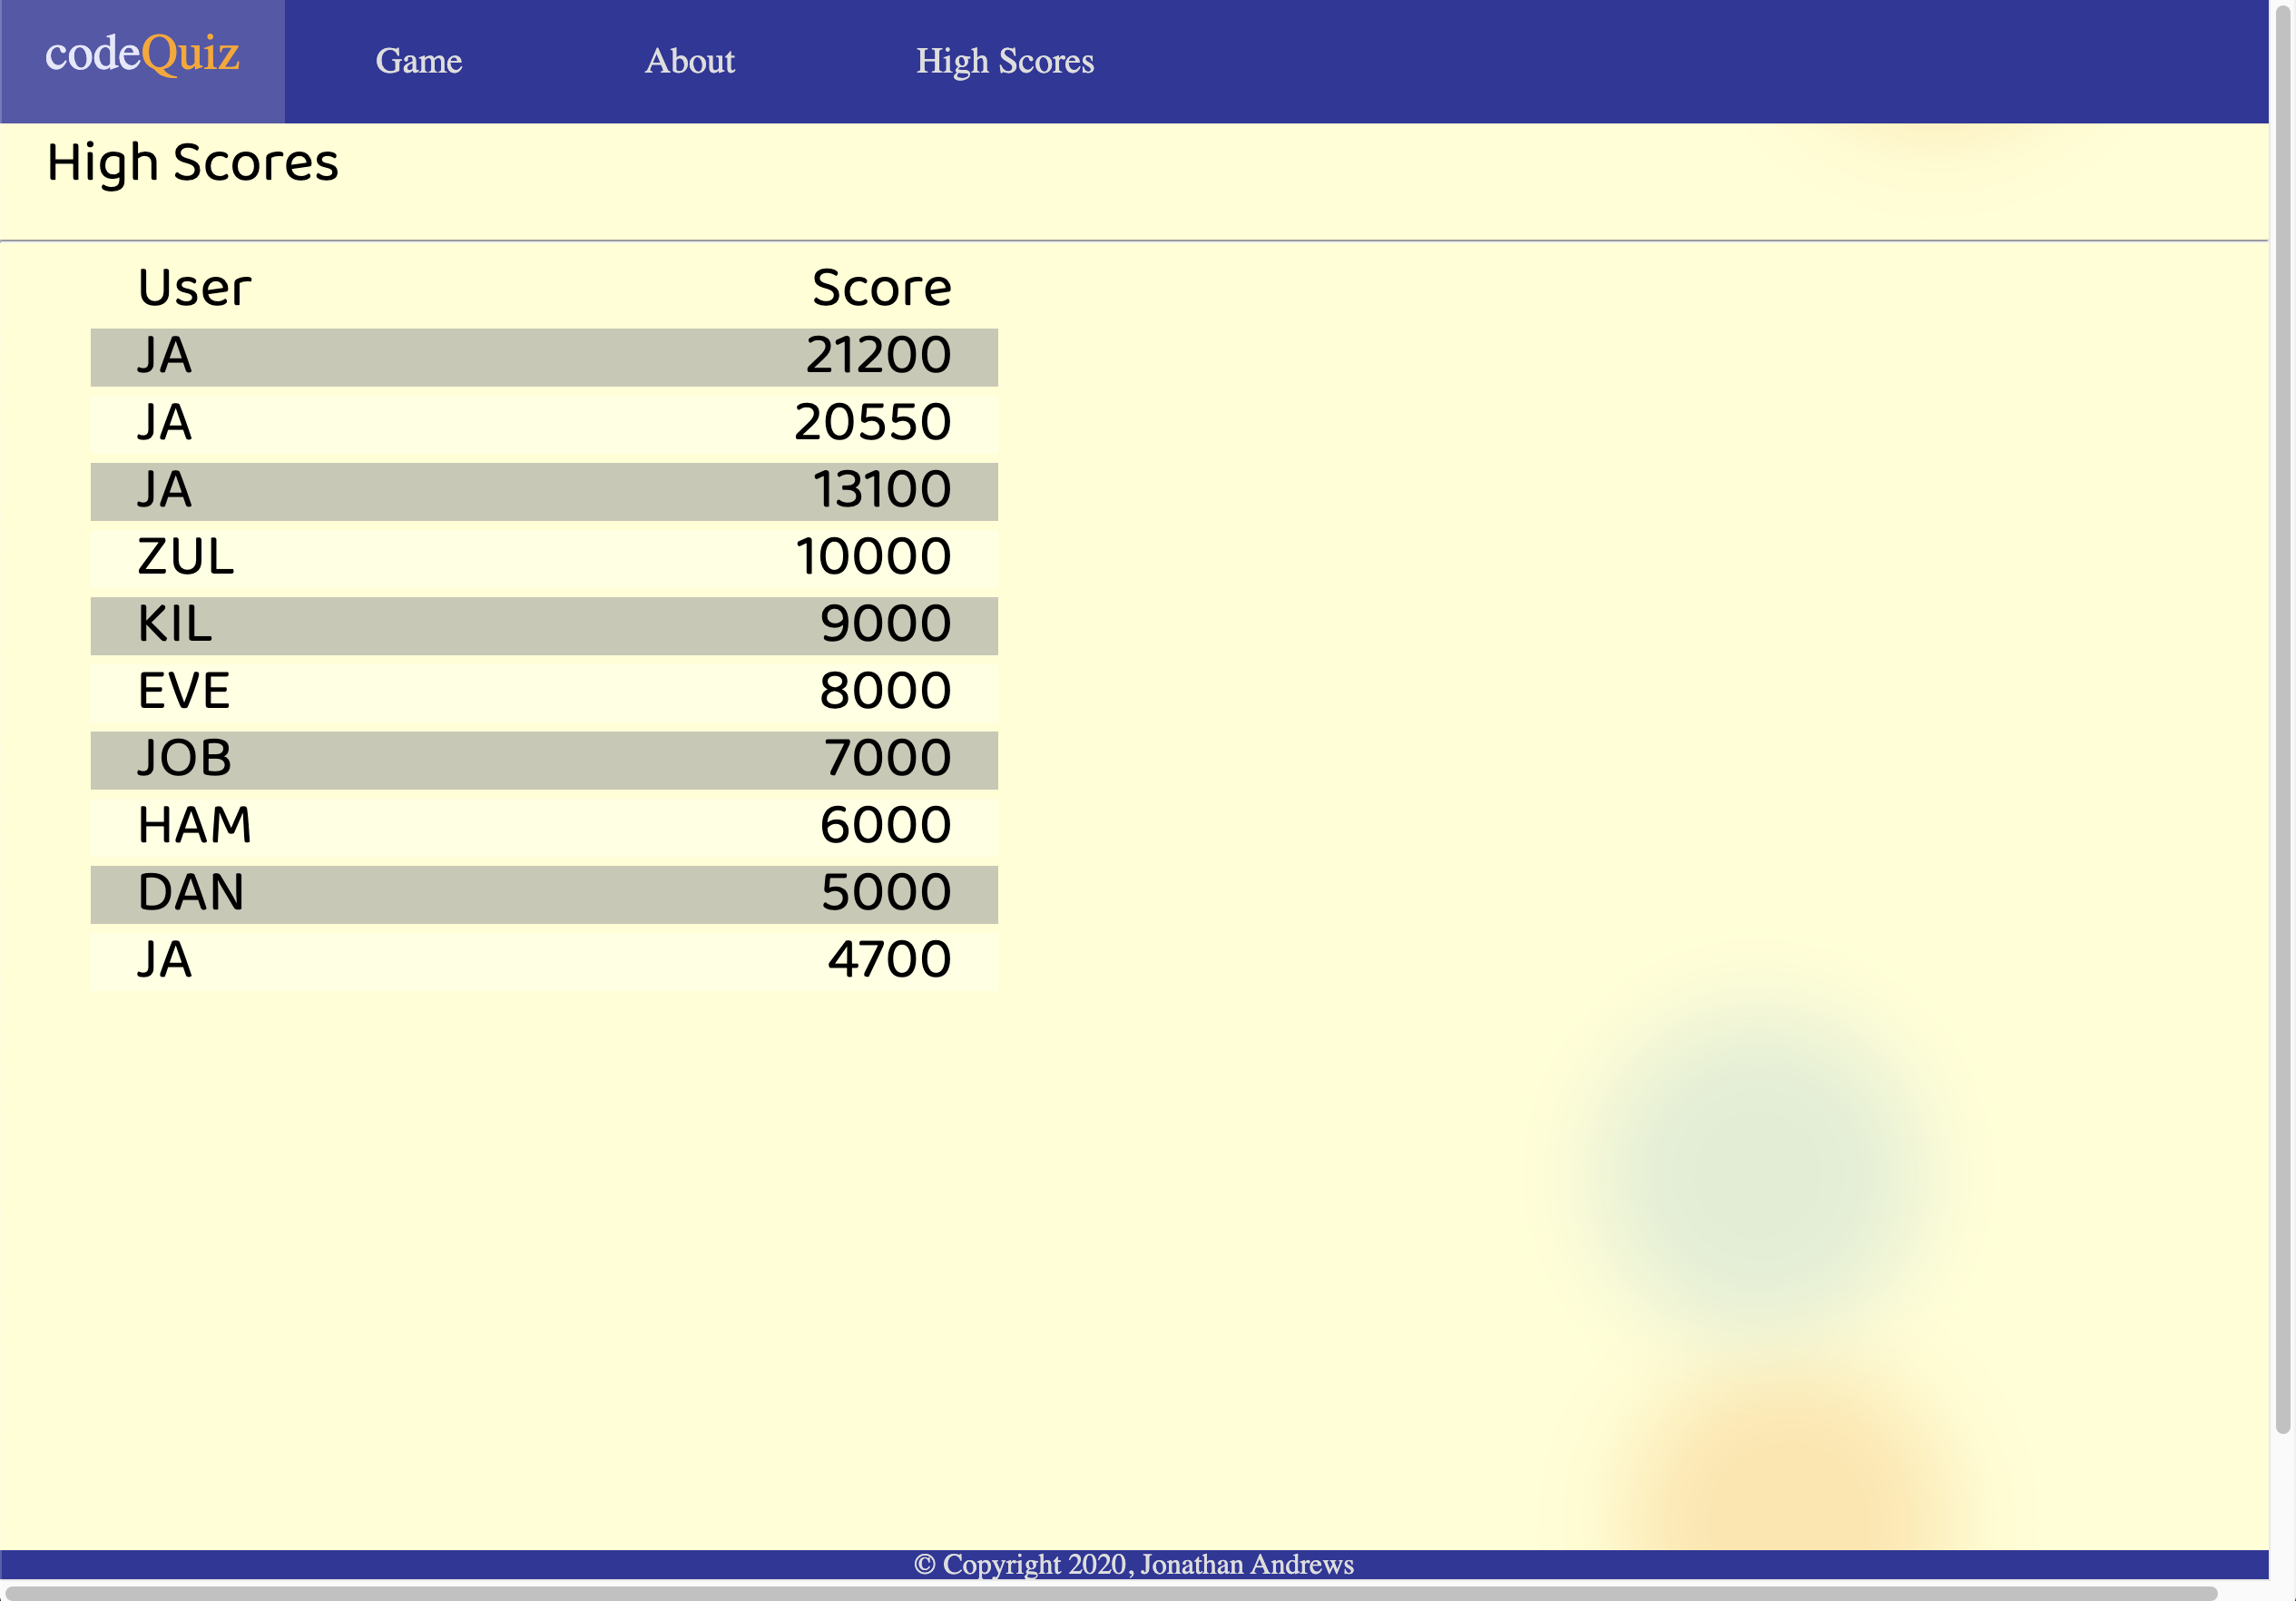 codeQuiz Game About High Scores
High Scores
User Score
JA 21200
JA 20550
JA 13100
ZUL 10000
KIL 9000
EVE 8000
JOB 7000
HAM 6000
DAN 5000
JA 4700
© Copyright 2020, Jonathan Andrews